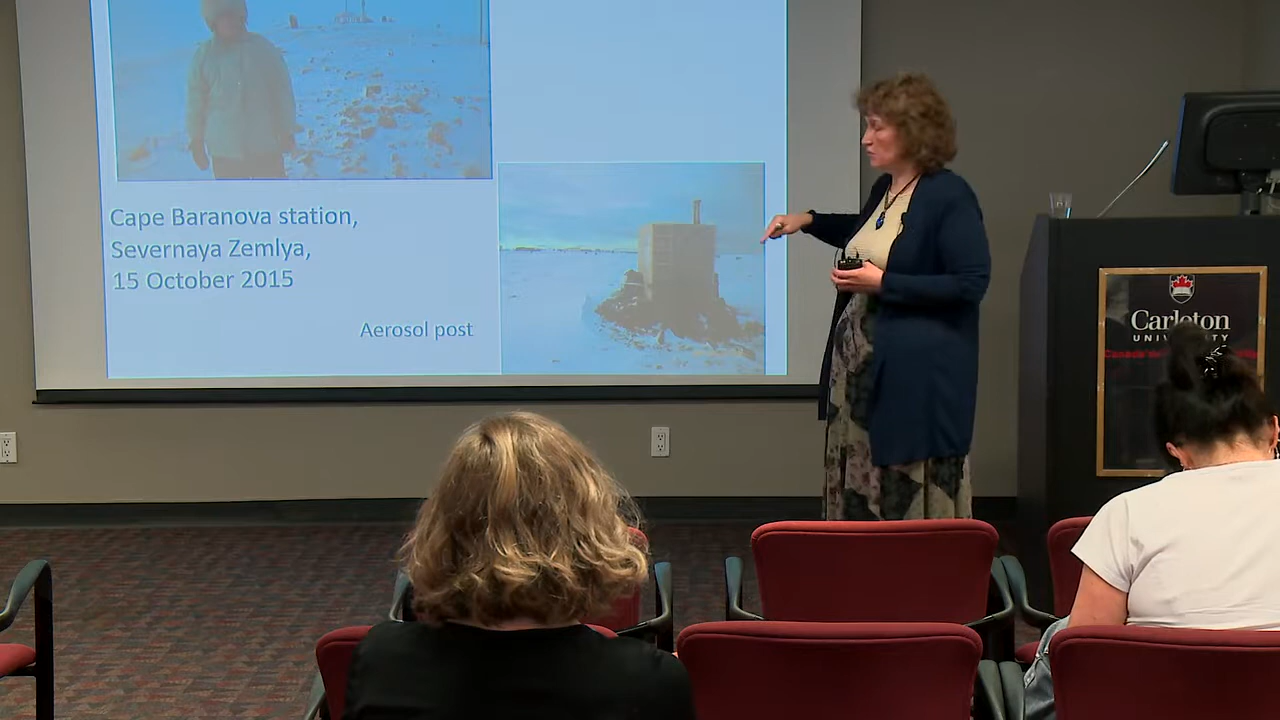 Cape Baranova station,
Severnaya Zemlya,
15 October 2015
Aerosol post
Carleton
UNIVERSITY